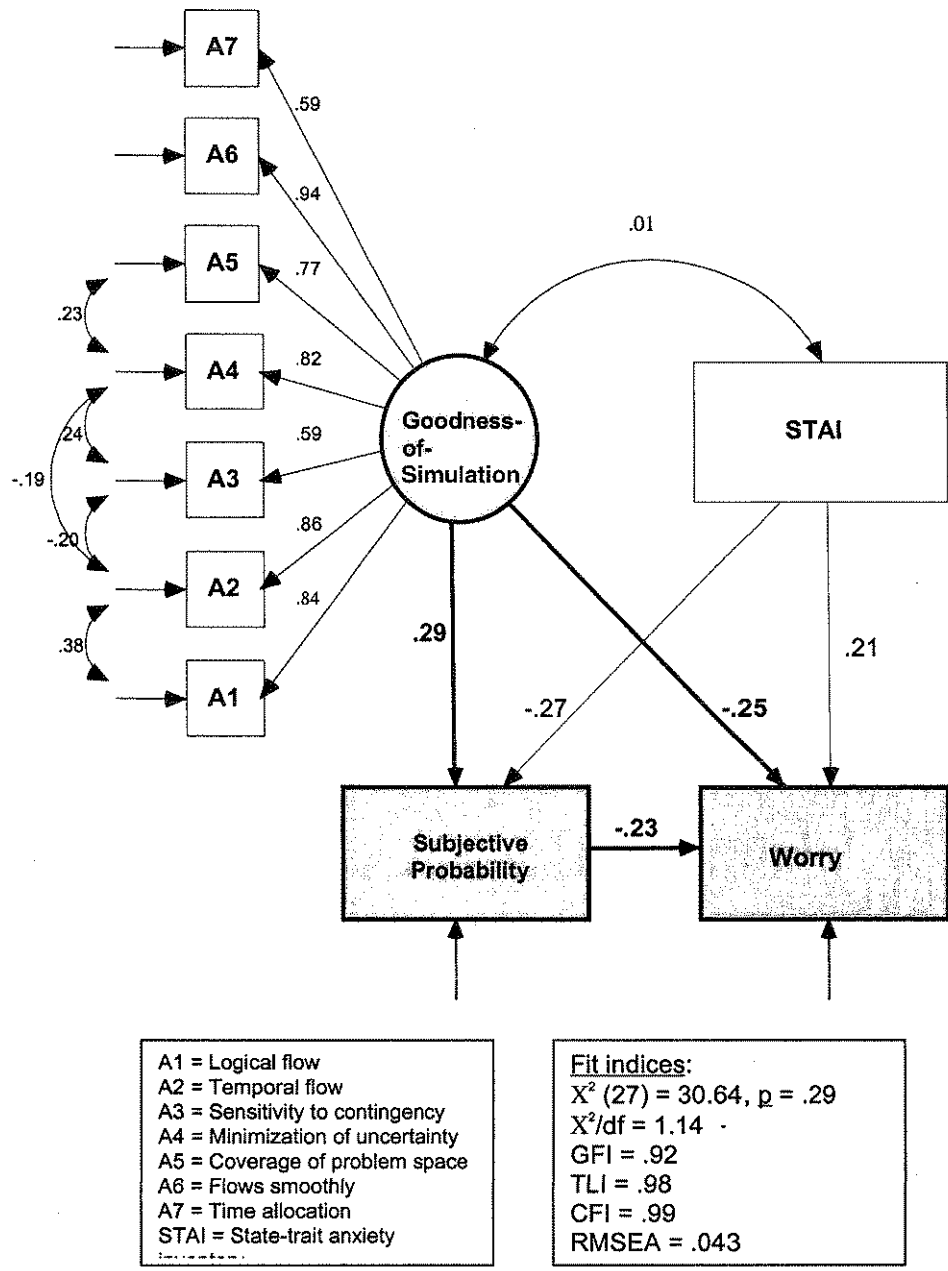 A7
.59
A6
.94
.01
A5
.77
.23
A4
.82
Goodness-
of-
Simulation
STAI
.24
.59
-.19
A3
.86
-.20
A2
.84
.29
.38
.21
A1
-.27
-.25
Subjective
Probability
-.23
Worry
A1 = Logical flow
A2 = Temporal flow
A3 = Sensitivity to contingency
A4 = Minimization of uncertainty
A5 = Coverage of problem space
A6 = Flows smoothly
A7 = Time allocation
STAI = State-trait anxiety
Fit indices:
X² (27) = 30.64, p = .29
X²/df = 1.14
GFI = .92
TLI = .98
CFI = .99
RMSEA = .043